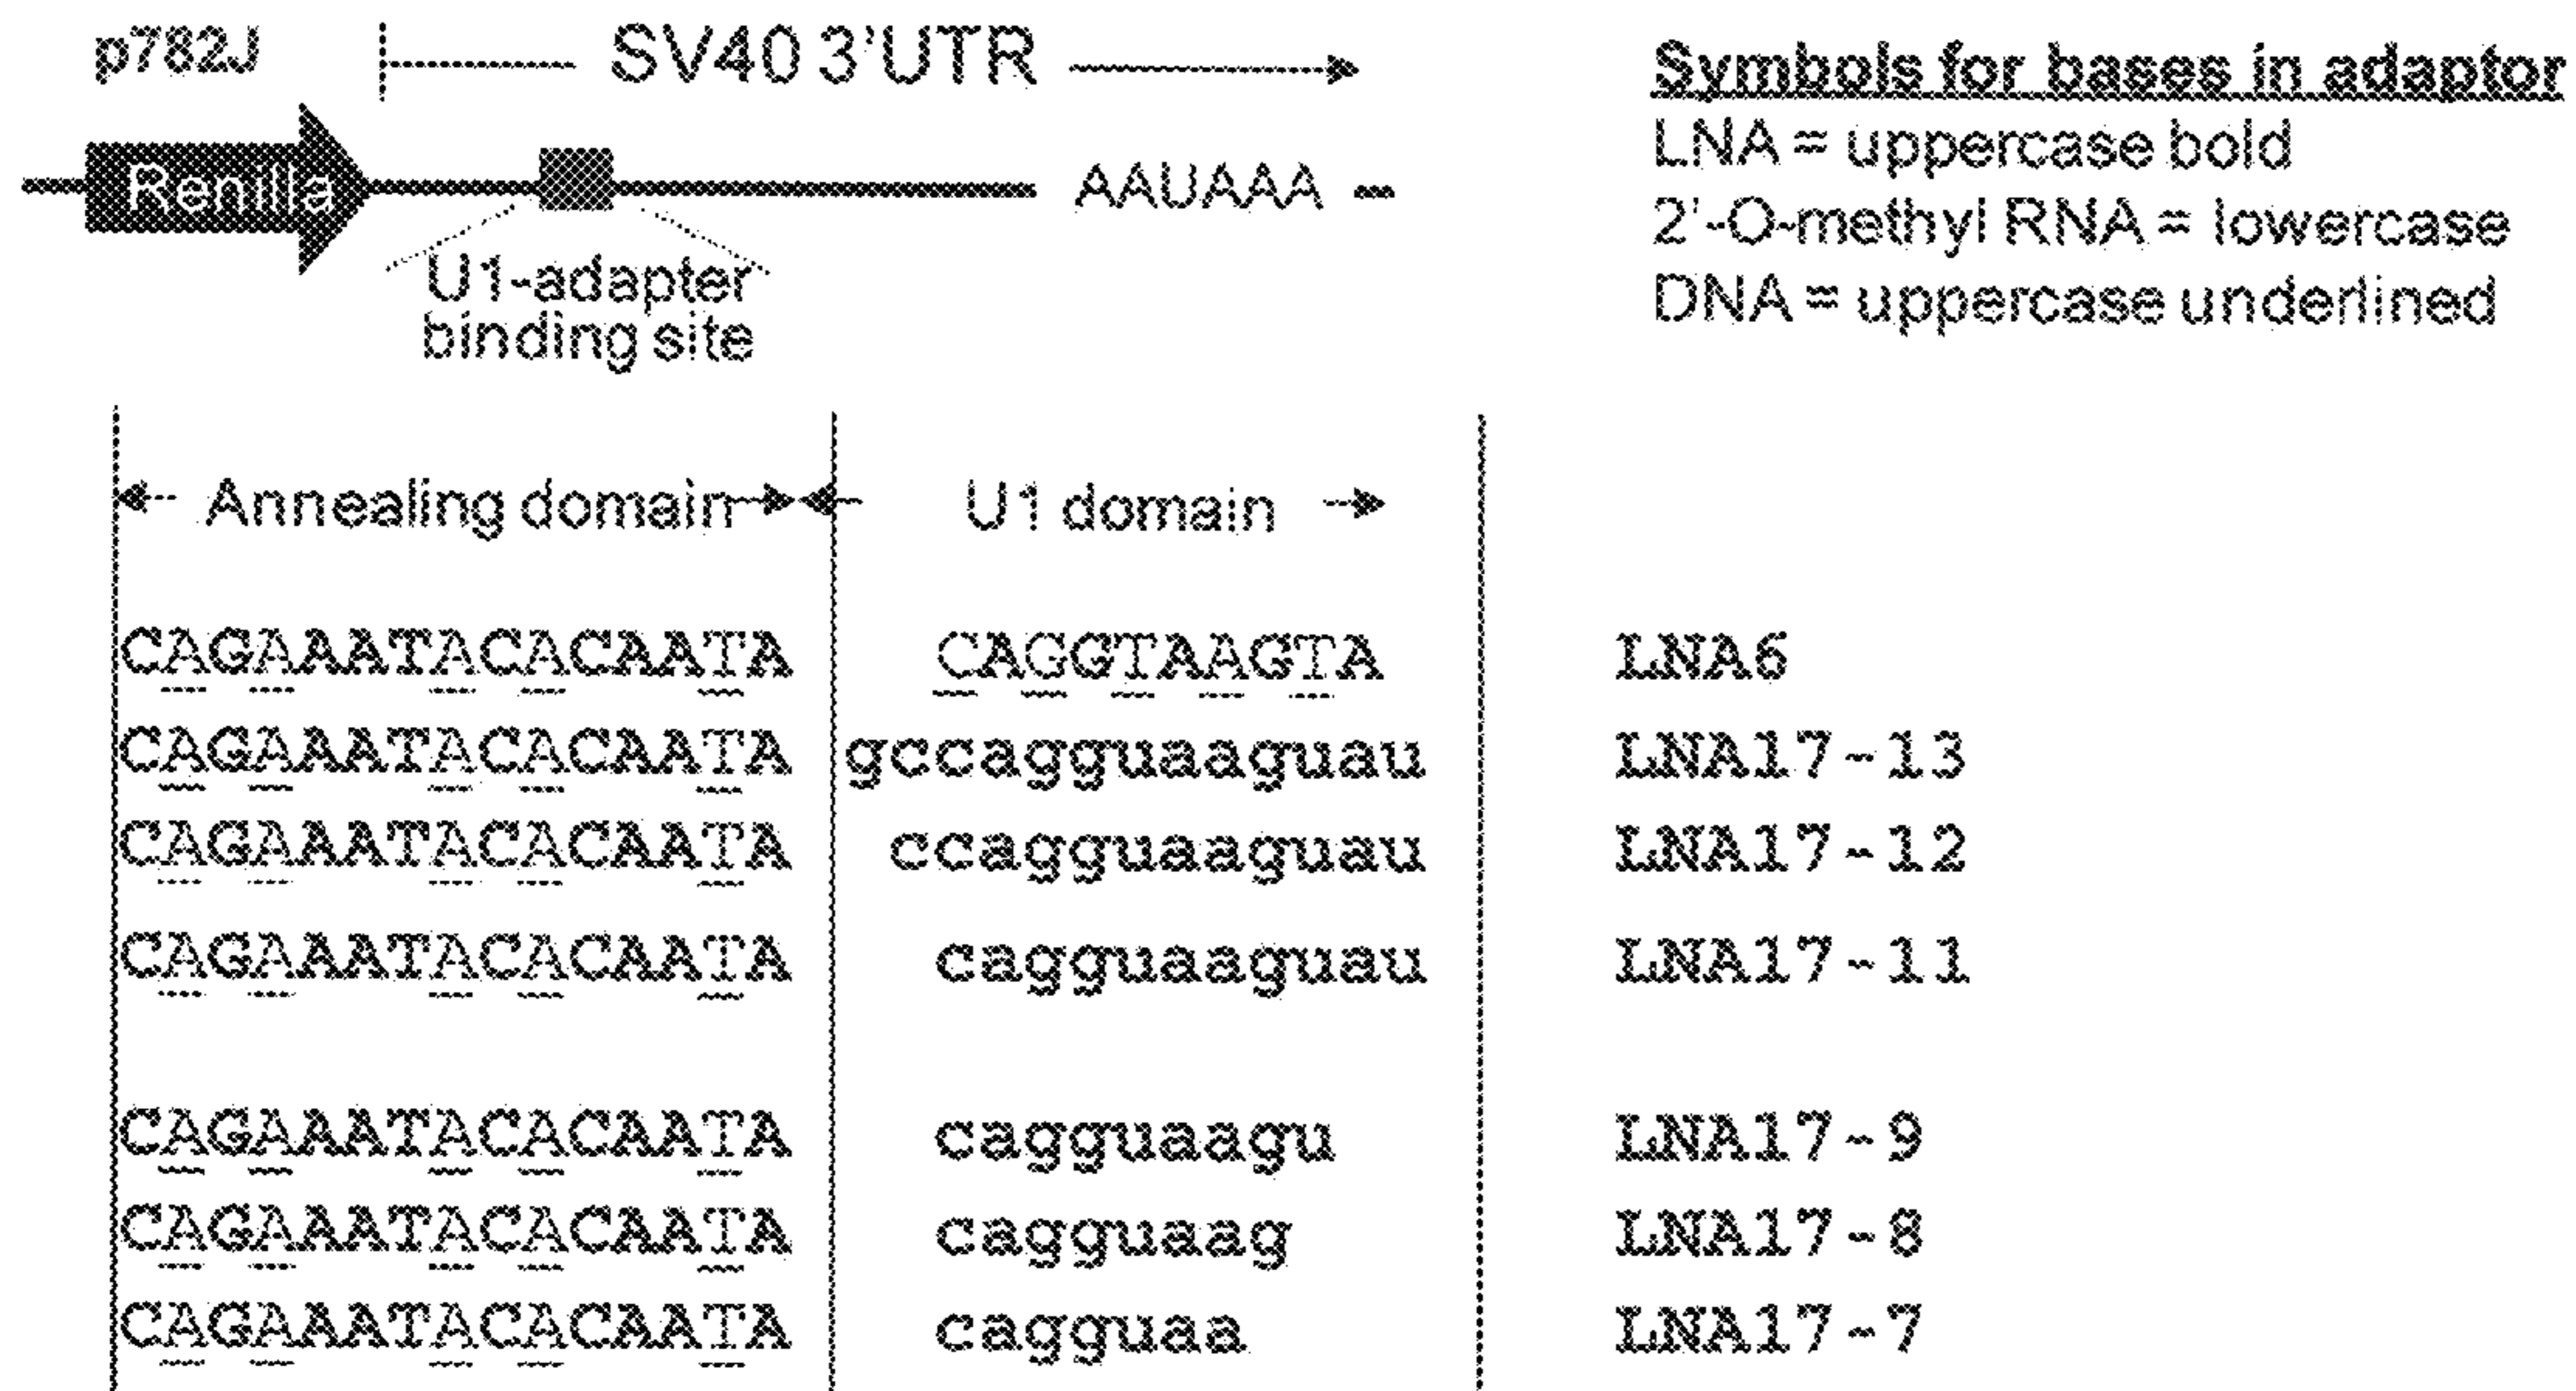 p782J SV40 3'UTR
Renilla AAUAAA
U1-adapter
binding site
Symbols for bases in adaptor
LNA = uppercase bold
2'-O-methyl RNA = lowercase
DNA = uppercase underlined
Annealing domain U1 domain
CAGAAATACACAATA CAGGTAAGTA LNA6
CAGAAATACACAATA gccagguaaguau LNA17-13
CAGAAATACACAATA ccagguaaguau LNA17-12
CAGAAATACACAATA cagguaaguau LNA17-11
CAGAAATACACAATA cagguaagu LNA17-9
CAGAAATACACAATA cagguaag LNA17-8
CAGAAATACACAATA cagguaa LNA17-7